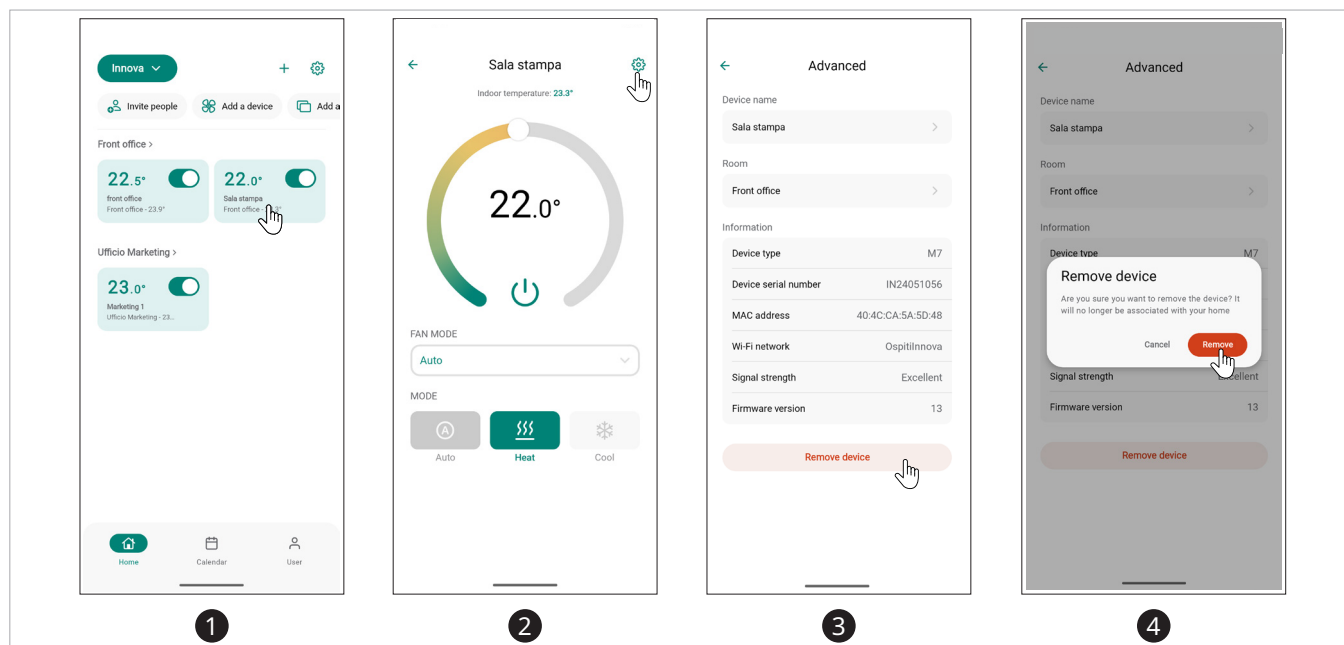 Innova
Invite people
Add a device
Add a
Front office >
22.5°
front office
Front office - 23.9°
22.0°
Sala stampa
Front office -
Ufficio Marketing >
23.0°
Marketing 1
Ufficio Marketing - 23...
Home
Calendar
User
1
Sala stampa
Indoor temperature: 23.3°
22.0°
FAN MODE
Auto
MODE
A
Auto
Heat
Cool
2
Advanced
Device name
Sala stampa
Room
Front office
Information
Device type M7
Device serial number IN24051056
MAC address 40:4C:CA:5A:5D:48
Wi-Fi network OspitiInnova
Signal strength Excellent
Firmware version 13
Remove device
3
Advanced
Device name
Sala stampa
Room
Front office
Information
Device type M7
Remove device
Are you sure you want to remove the device? It
will no longer be associated with your home
Cancel Remove
Signal strength Excellent
Firmware version 13
Remove device
4